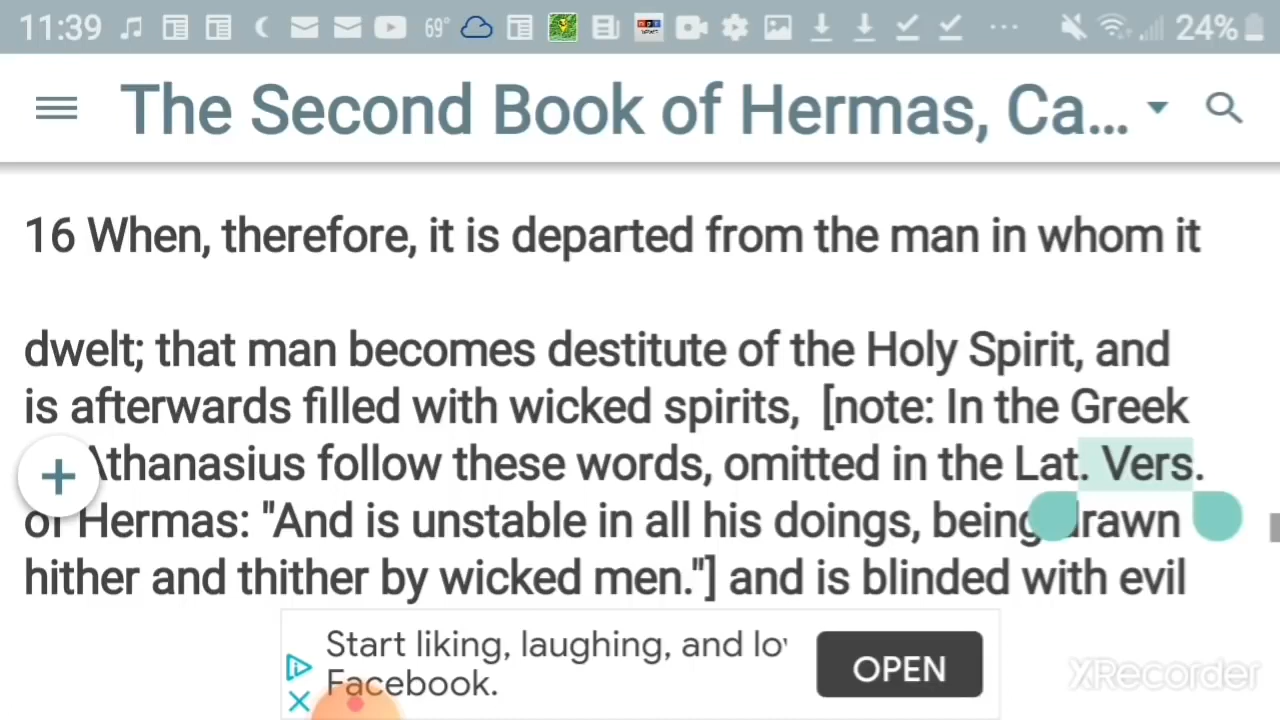 11:39 69° 24%
The Second Book of Hermas, Ca...
16 When, therefore, it is departed from the man in whom it
dwelt; that man becomes destitute of the Holy Spirit, and
is afterwards filled with wicked spirits, [note: In the Greek
Athanasius follow these words, omitted in the Lat. Vers.
of Hermas: "And is unstable in all his doings, being drawn
hither and thither by wicked men."] and is blinded with evil
Start liking, laughing, and lo
Facebook.
OPEN
XRecorder